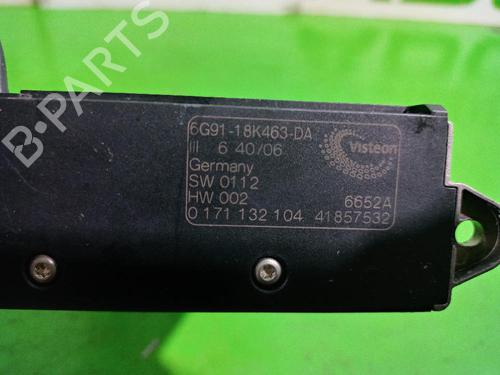 6G91-18K463-DA
III 6 40/06
Visteon
Germany
SW 0112
HW 002 6652A
0 171 132 104 41857532
B-PARTS